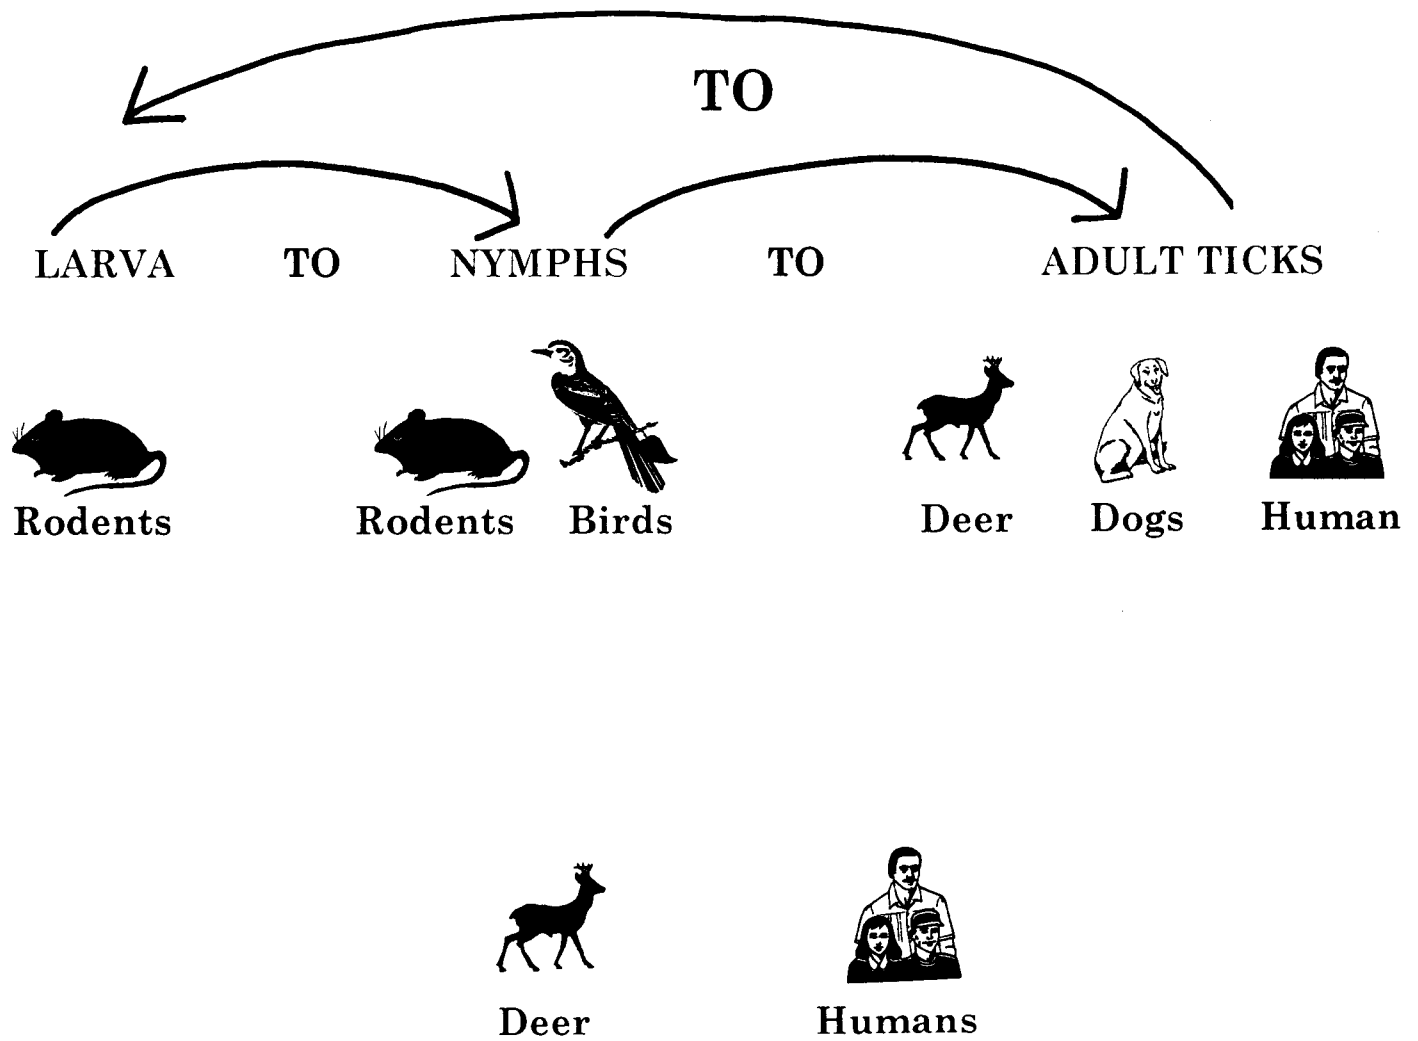 TO
LARVA TO NYMPHS TO ADULT TICKS
Rodents Rodents Birds Deer Dogs Human
Deer Humans